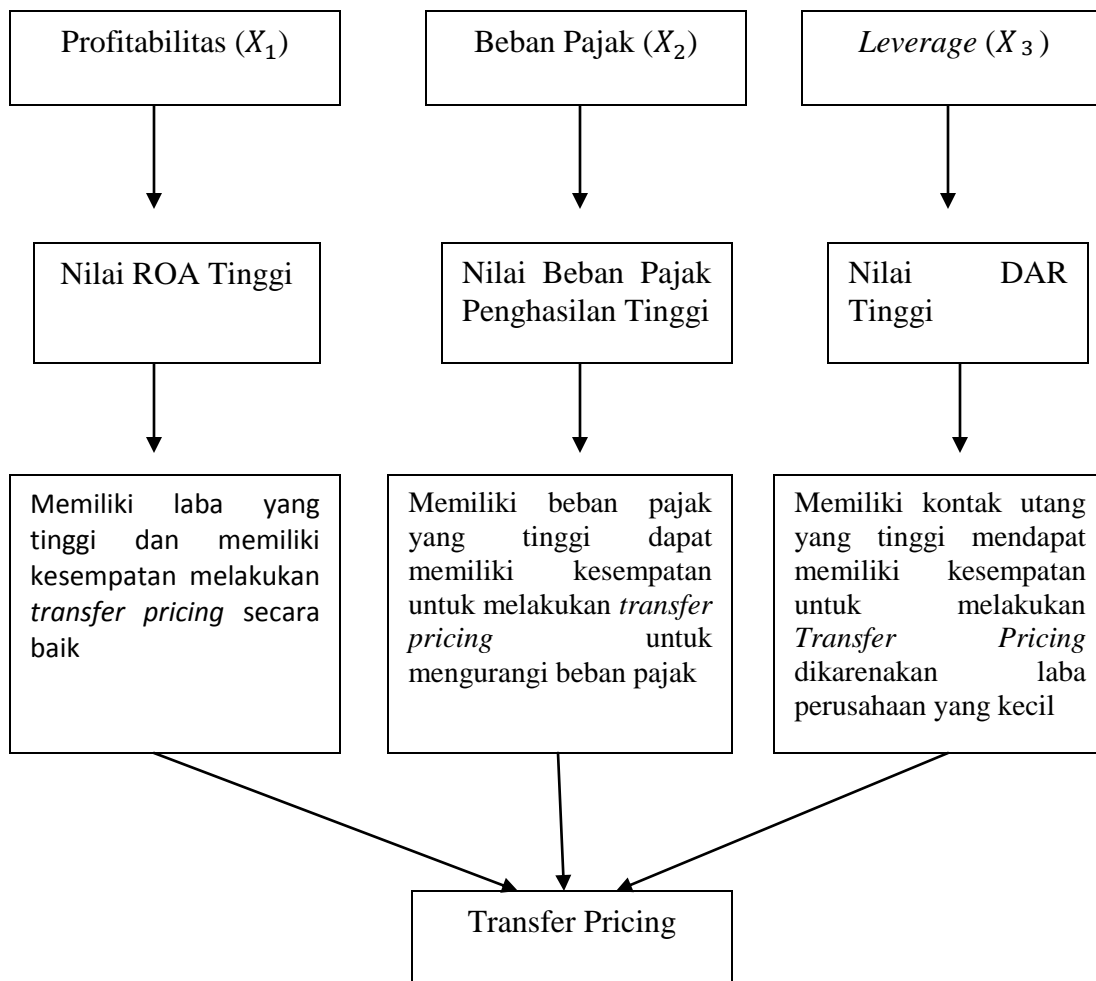 Profitabilitas (X₁)
Beban Pajak (X₂)
Leverage (X ₃ )
Nilai ROA Tinggi
Nilai Beban Pajak
Penghasilan Tinggi
Nilai DAR
Tinggi
Memiliki laba yang
tinggi dan memiliki
kesempatan melakukan
transfer pricing secara
baik
Memiliki beban pajak
yang tinggi dapat
memiliki kesempatan
untuk melakukan transfer
pricing untuk
mengurangi beban pajak
Memiliki kontak utang
yang tinggi mendapat
memiliki kesempatan
untuk melakukan
Transfer Pricing
dikarenakan laba
perusahaan yang kecil
Transfer Pricing